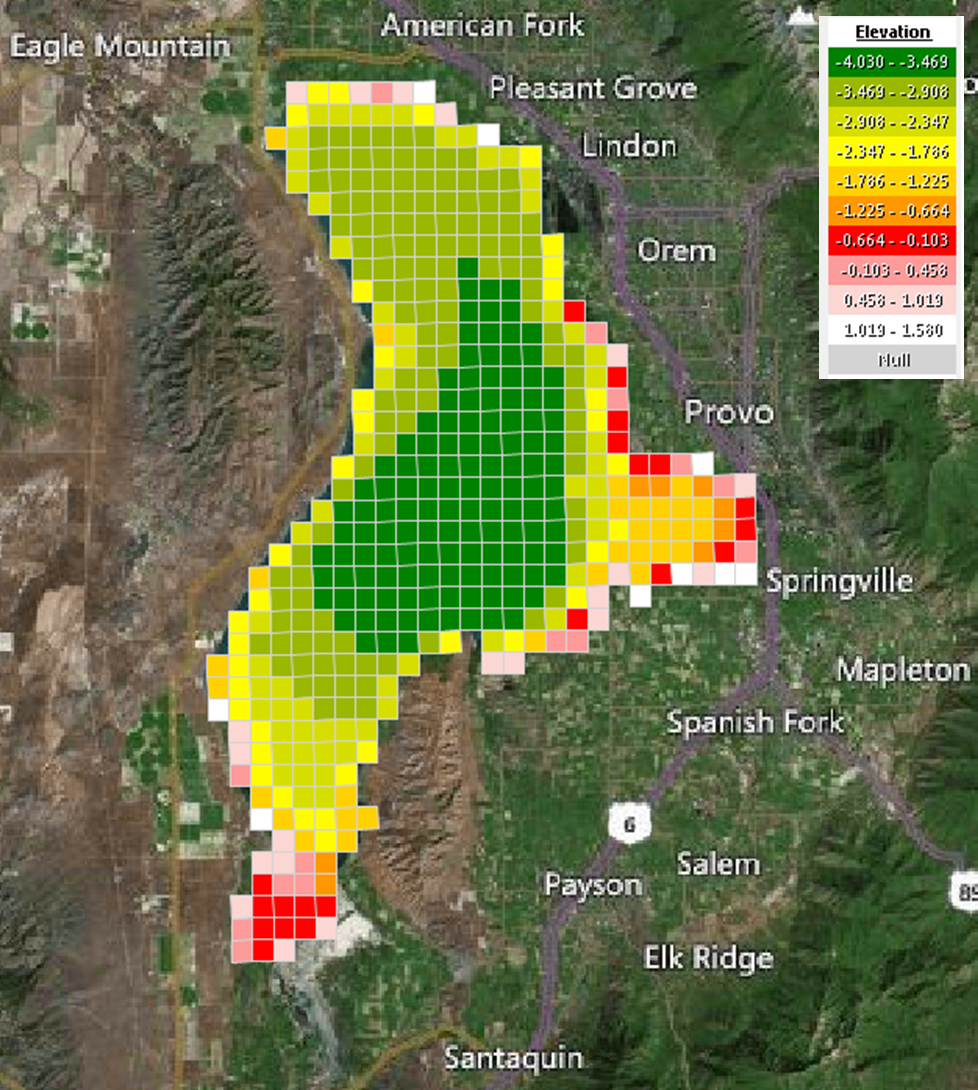 American Fork
Eagle Mountain
Elevation
-4.030 - -3.469
-3.469 - -2.908
-2.908 - -2.347
-2.347 - -1.786
-1.786 - -1.225
-1.225 - -0.664
-0.664 - -0.103
-0.103 - 0.458
0.458 - 1.019
1.019 - 1.580
Null
Pleasant Grove
Lindon
Orem
Provo
Springville
Mapleton
Spanish Fork
6
Salem
Payson
Elk Ridge
Santaquin